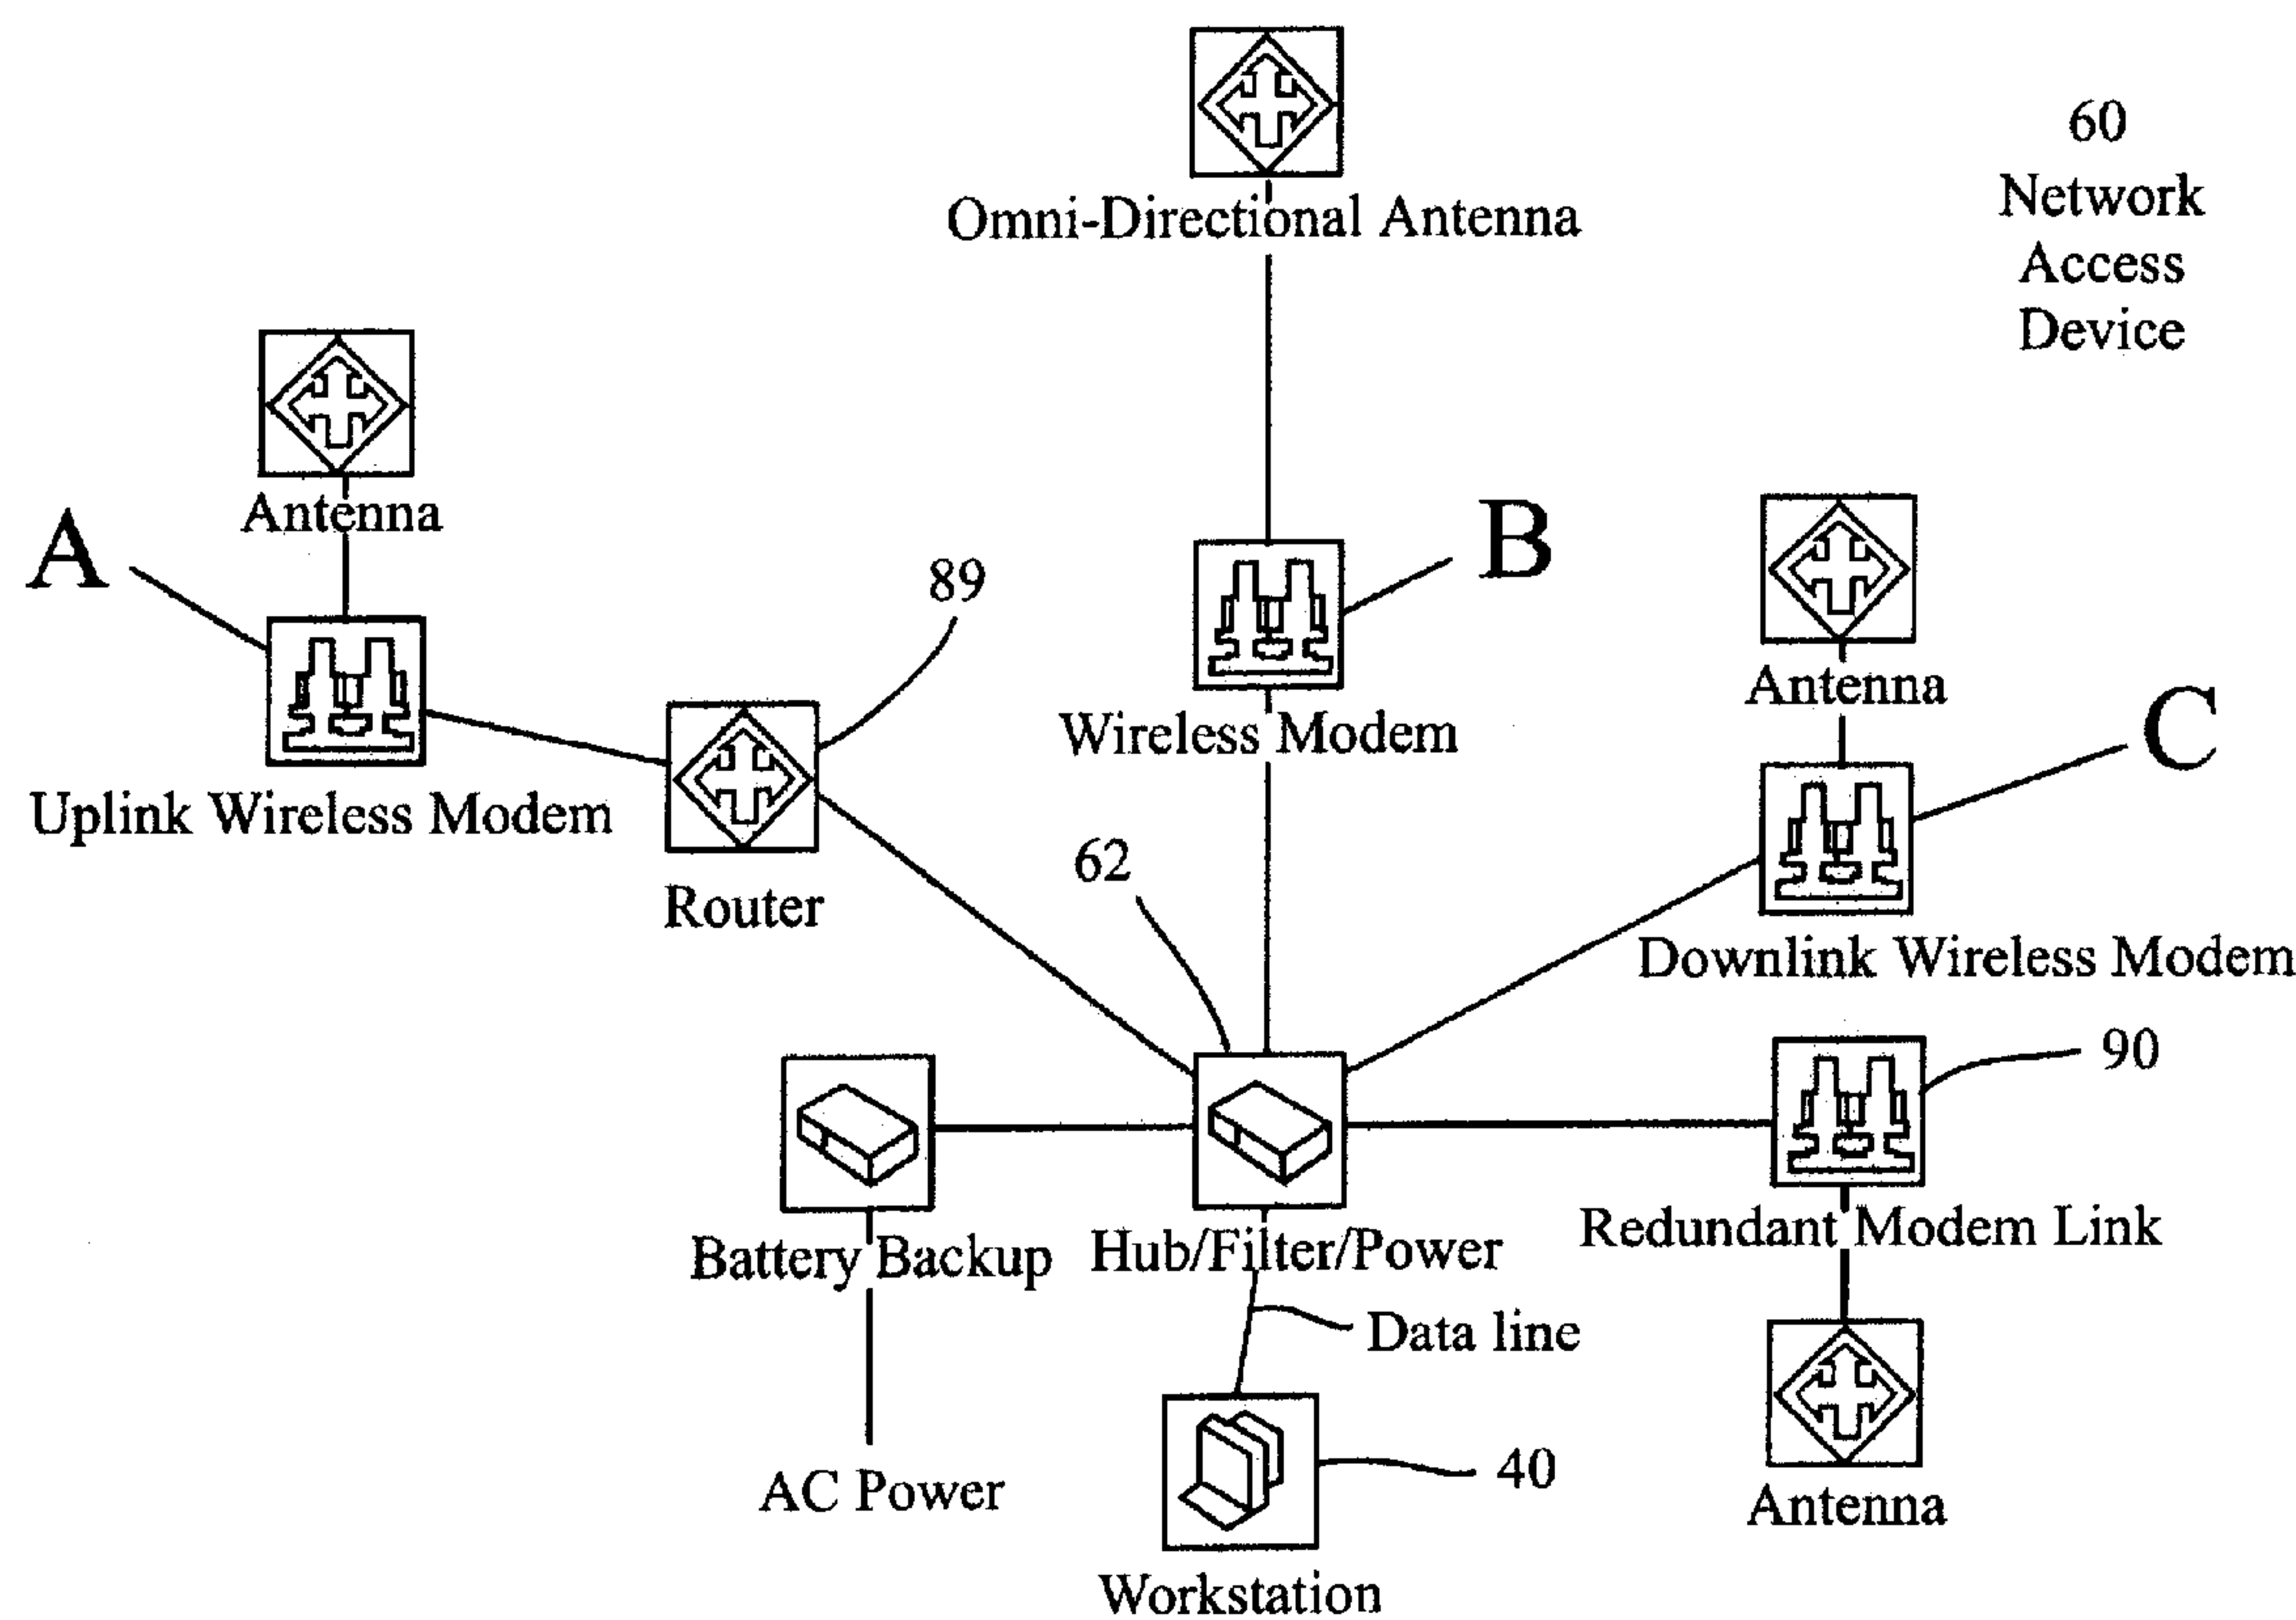 60
Network
Access
Device
Omni-Directional Antenna
Antenna
A
B
89
Antenna
Wireless Modem
C
Uplink Wireless Modem
62
Router
Downlink Wireless Modem
90
Redundant Modem Link
Battery Backup
Hub/Filter/Power
Data line
40
AC Power
Antenna
Workstation